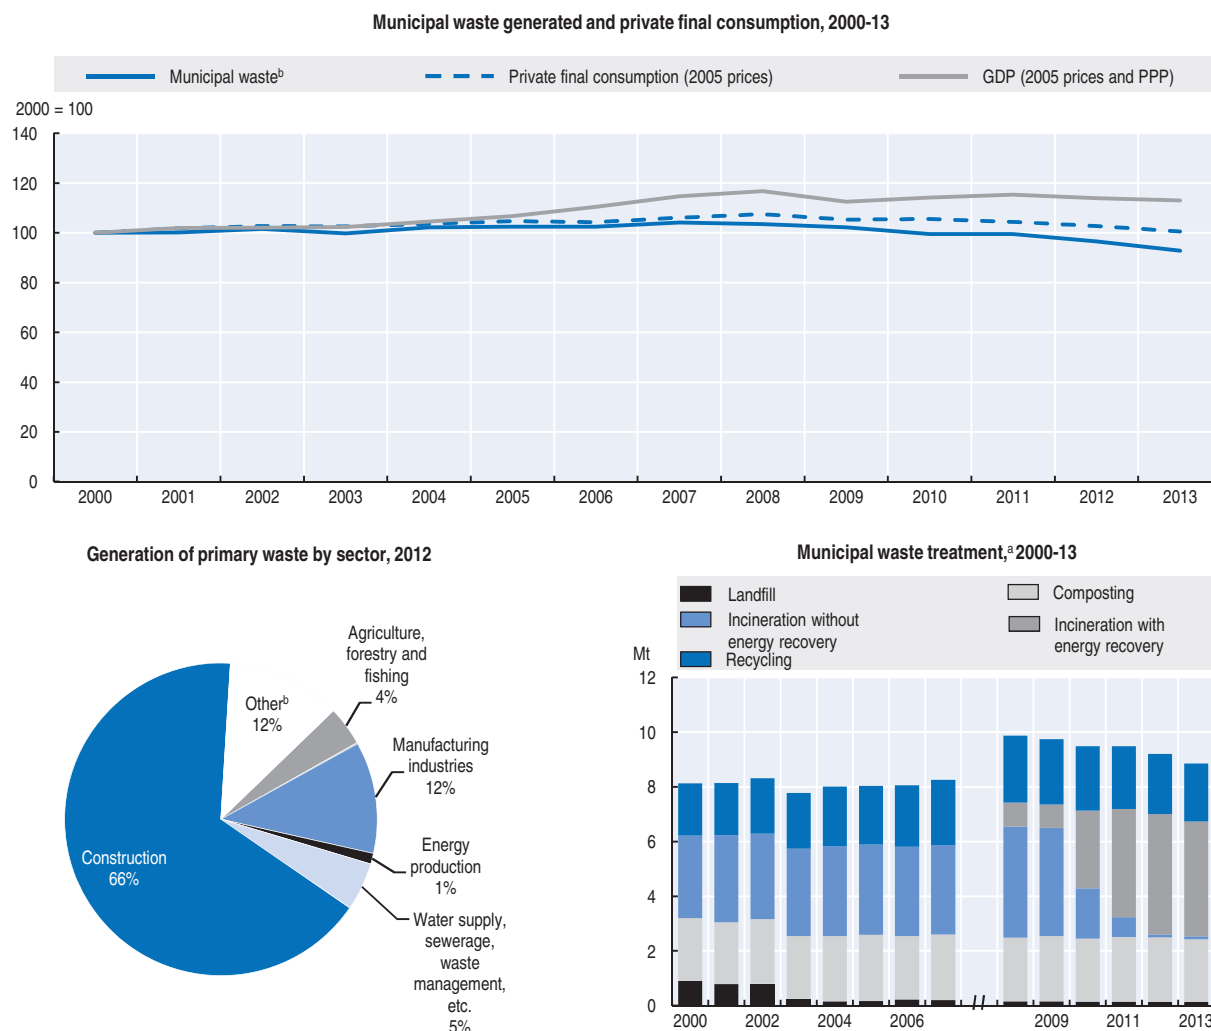 Municipal waste generated and private final consumption, 2000-13
Municipal wasteᵇ
Private final consumption (2005 prices)
GDP (2005 prices and PPP)
2000 = 100
140
120
100
80
60
40
20
0
2000 2001 2002 2003 2004 2005 2006 2007 2008 2009 2010 2011 2012 2013
Generation of primary waste by sector, 2012
Agriculture,
forestry and
fishing
4%
Otherᵇ
12%
Manufacturing
industries
12%
Construction
66%
Energy
production
1%
Water supply,
sewerage,
waste
management,
etc.
5%
Municipal waste treatment,ᵃ 2000-13
Landfill
Incineration without
energy recovery
Recycling
Composting
Incineration with
energy recovery
Mt
12
10
8
6
4
2
0
2000 2002 2004 2006 // 2009 2011 2013